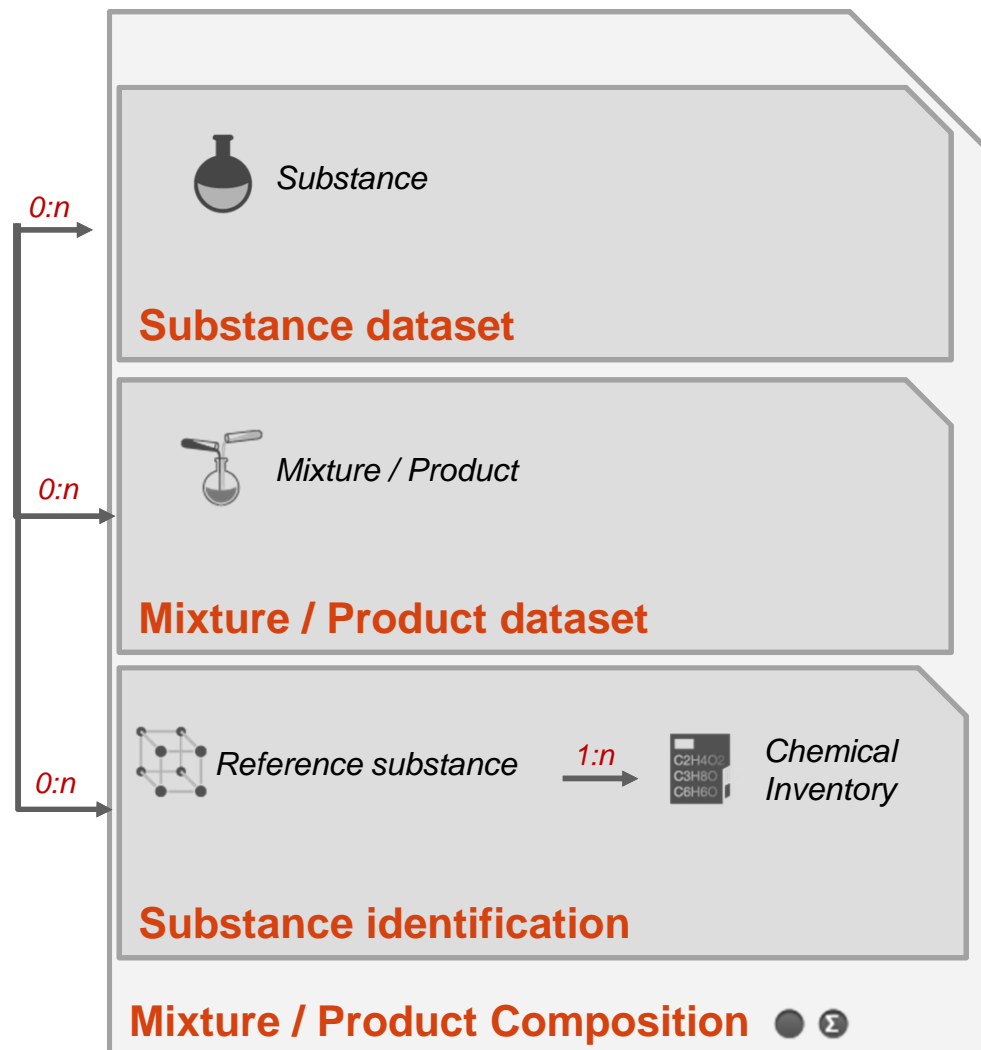 Substance
0:n
Substance dataset
Mixture / Product
0:n
Mixture / Product dataset
Reference substance
1:n
C2H4O2
C3H8O
C6H6O
Chemical
Inventory
0:n
Substance identification
Mixture / Product Composition
Σ